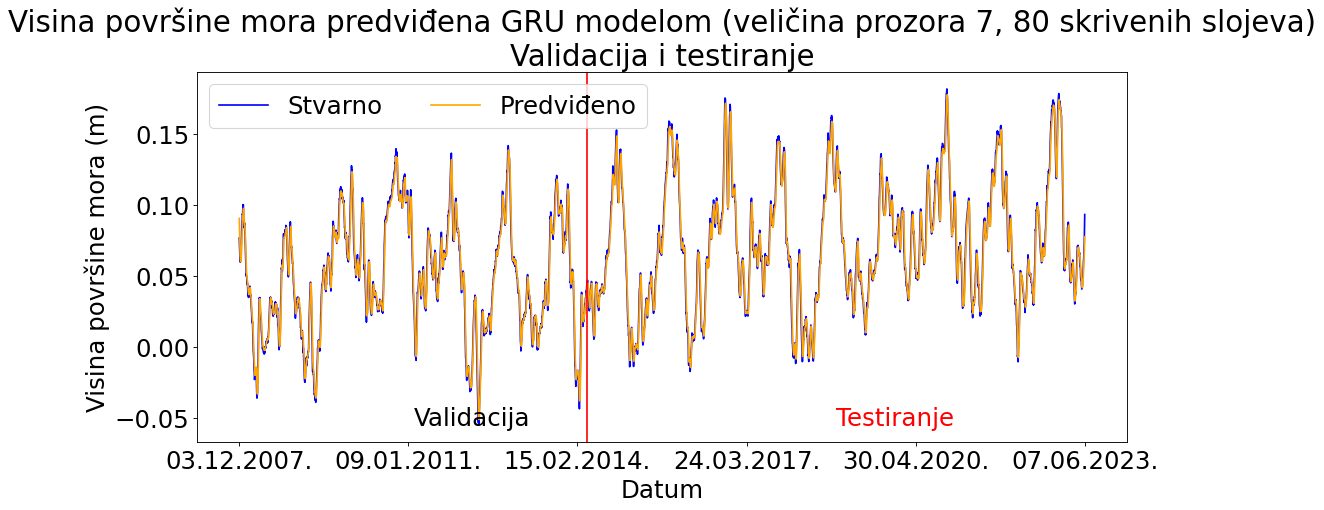 Visina površine mora predviđena GRU modelom (veličina prozora 7, 80 skrivenih slojeva)
Validacija i testiranje
Stvarno
Predviđeno
Visina površine mora (m)
0.15
0.10
0.05
0.00
−0.05
Validacija
Testiranje
03.12.2007.
09.01.2011.
15.02.2014.
24.03.2017.
30.04.2020.
07.06.2023.
Datum